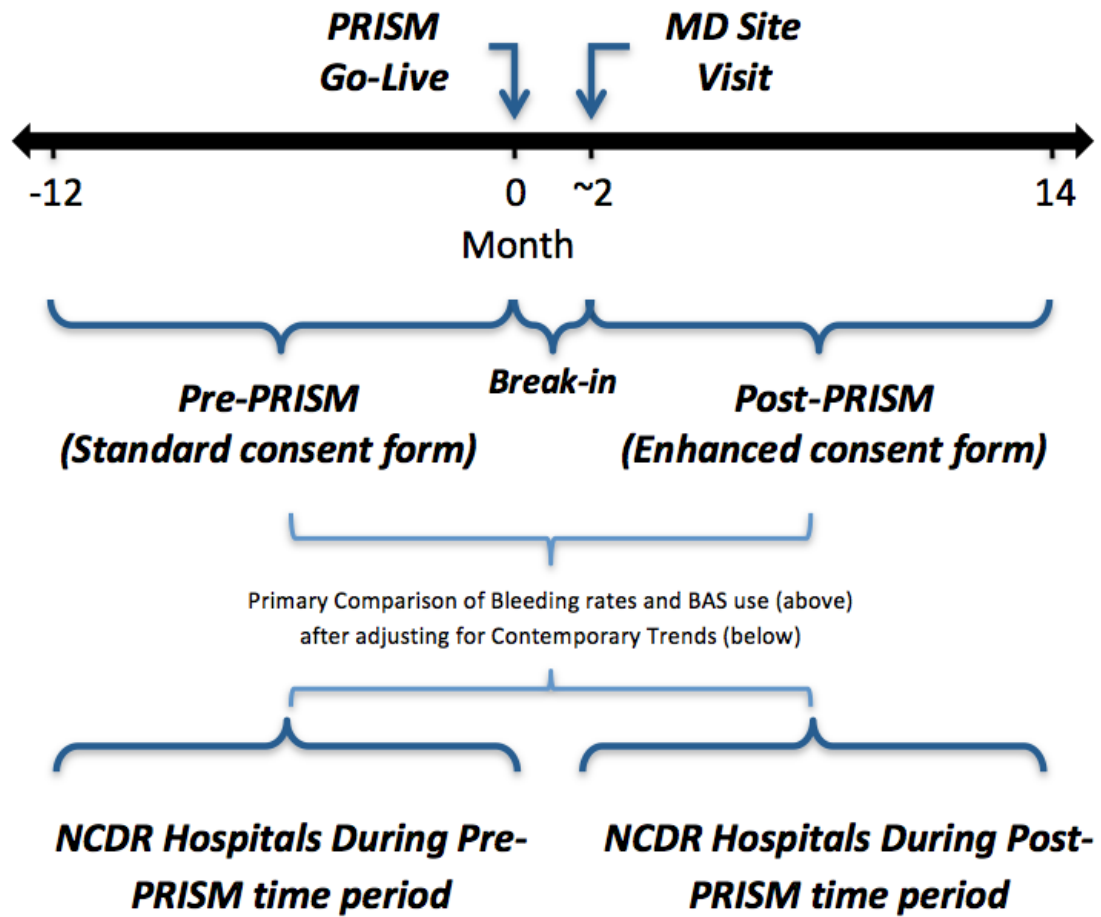 PRISM
Go-Live
MD Site
Visit
-12
0
~2
14
Month
Pre-PRISM
(Standard consent form)
Break-in
Post-PRISM
(Enhanced consent form)
Primary Comparison of Bleeding rates and BAS use (above)
after adjusting for Contemporary Trends (below)
NCDR Hospitals During Pre-
PRISM time period
NCDR Hospitals During Post-
PRISM time period